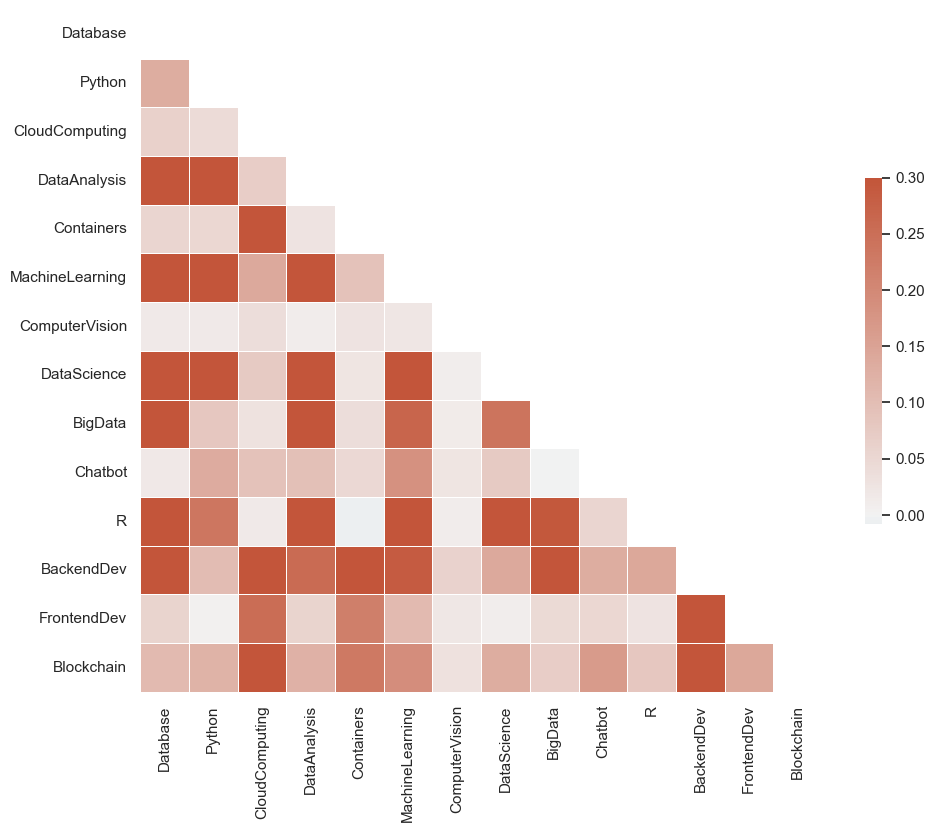 Database
Python
CloudComputing
DataAnalysis
Containers
MachineLearning
ComputerVision
DataScience
BigData
Chatbot
R
BackendDev
FrontendDev
Blockchain
Database
Python
CloudComputing
DataAnalysis
Containers
MachineLearning
ComputerVision
DataScience
BigData
Chatbot
R
BackendDev
FrontendDev
Blockchain
0.30
0.25
0.20
0.15
0.10
0.05
0.00